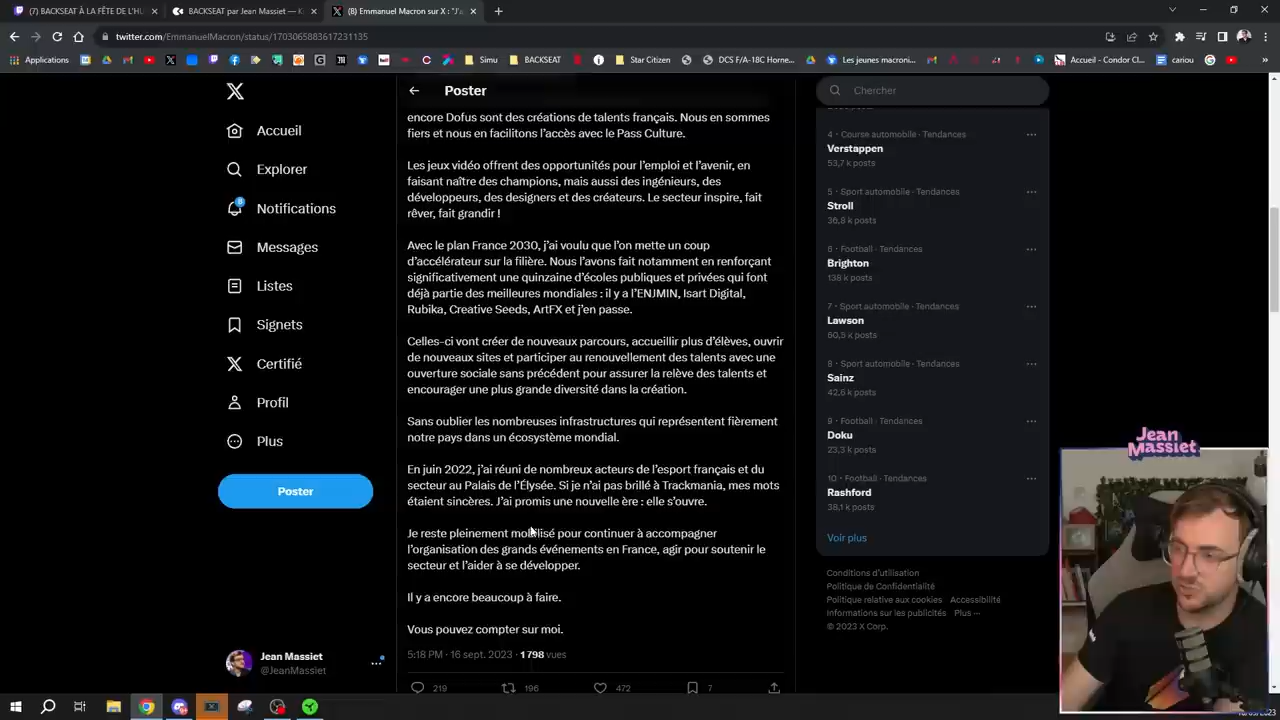 (7) BACKSEAT À LA FÊTE DE L'HU
BACKSEAT par Jean Massiet — K
(8) Emmanuel Macron sur X : "J'a
twitter.com/EmmanuelMacron/status/1703065883617231135
Applications
Simu
BACKSEAT
Star Citizen
DCS F/A-18C Horne...
Les jeunes macroni...
Accueil - Condor Cl...
cariou
Poster
Chercher
encore Dofus sont des créations de talents français. Nous en sommes
fiers et nous en facilitons l'accès avec le Pass Culture.
Les jeux vidéo offrent des opportunités pour l'emploi et l'avenir, en
faisant naître des champions, mais aussi des ingénieurs, des
développeurs, des designers et des créateurs. Le secteur inspire, fait
rêver, fait grandir !
Avec le plan France 2030, j'ai voulu que l'on mette un coup
d'accélérateur sur la filière. Nous l'avons fait notamment en renforçant
significativement une quinzaine d'écoles publiques et privées qui font
déjà partie des meilleures mondiales : il y a l'ENJMIN, Isart Digital,
Rubika, Creative Seeds, ArtFX et j'en passe.
Celles-ci vont créer de nouveaux parcours, accueillir plus d'élèves, ouvrir
de nouveaux sites et participer au renouvellement des talents avec une
ouverture sociale sans précédent pour assurer la relève des talents et
encourager une plus grande diversité dans la création.
Sans oublier les nombreuses infrastructures qui représentent fièrement
notre pays dans un écosystème mondial.
En juin 2022, j'ai réuni de nombreux acteurs de l'esport français et du
secteur au Palais de l'Élysée. Si je n'ai pas brillé à Trackmania, mes mots
étaient sincères. J'ai promis une nouvelle ère : elle s'ouvre.
Je reste pleinement mobilisé pour continuer à accompagner
l'organisation des grands événements en France, agir pour soutenir le
secteur et l'aider à se développer.
Il y a encore beaucoup à faire.
Vous pouvez compter sur moi.
5:18 PM · 16 sept. 2023 · 1 798 vues
219
196
472
7
Accueil
Explorer
8
Notifications
Messages
Listes
Signets
Certifié
Profil
Plus
Poster
Jean Massiet
@JeanMassiet
4 · Course automobile · Tendances
Verstappen
53,7 k posts
5 · Sport automobile · Tendances
Stroll
36,8 k posts
6 · Football · Tendances
Brighton
138 k posts
7 · Sport automobile · Tendances
Lawson
60,5 k posts
8 · Sport automobile · Tendances
Sainz
42,6 k posts
9 · Football · Tendances
Doku
23,3 k posts
10 · Football · Tendances
Rashford
38,1 k posts
Voir plus
Conditions d'utilisation
Politique de Confidentialité
Politique relative aux cookies Accessibilité
Informations sur les publicités Plus ···
© 2023 X Corp.
Jean
Massiet